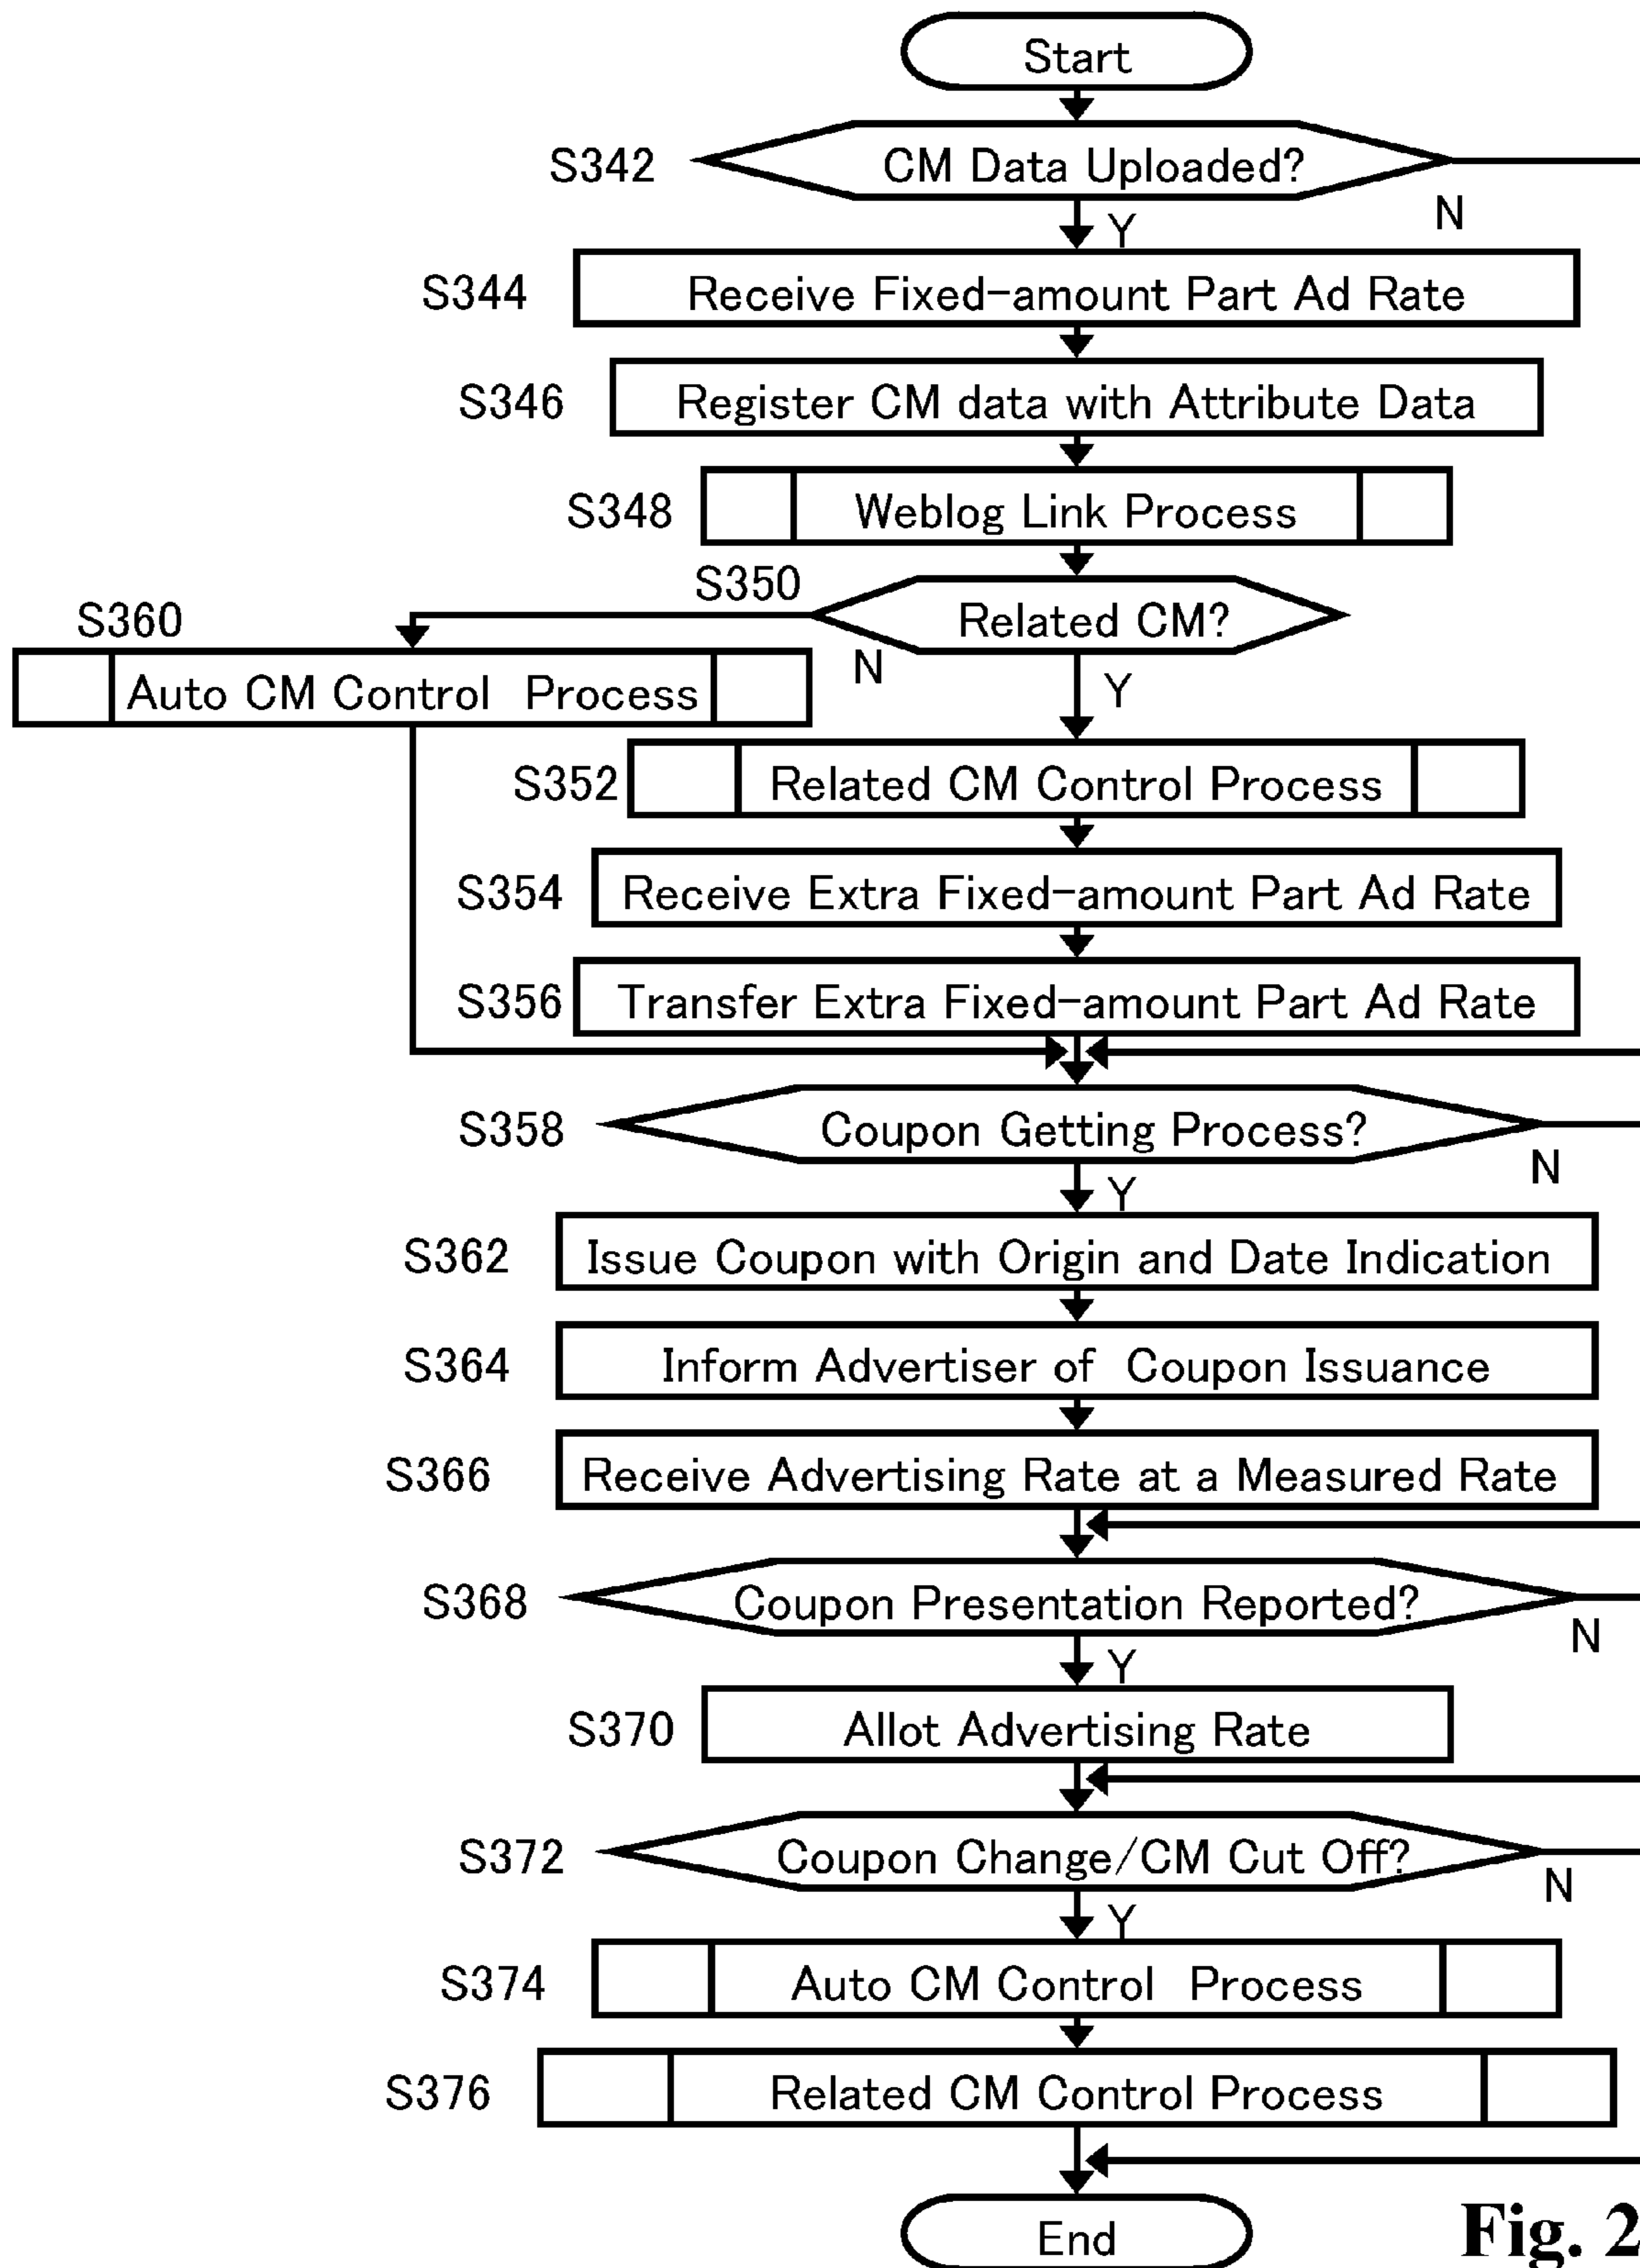 Start
S342
CM Data Uploaded?
N
Y
S344
Receive Fixed-amount Part Ad Rate
S346
Register CM data with Attribute Data
S348
Weblog Link Process
S350
Related CM?
S360
N
Y
Auto CM Control Process
S352
Related CM Control Process
S354
Receive Extra Fixed-amount Part Ad Rate
S356
Transfer Extra Fixed-amount Part Ad Rate
S358
Coupon Getting Process?
N
Y
S362
Issue Coupon with Origin and Date Indication
S364
Inform Advertiser of Coupon Issuance
S366
Receive Advertising Rate at a Measured Rate
S368
Coupon Presentation Reported?
N
Y
S370
Allot Advertising Rate
S372
Coupon Change/CM Cut Off?
N
Y
S374
Auto CM Control Process
S376
Related CM Control Process
End
Fig. 2